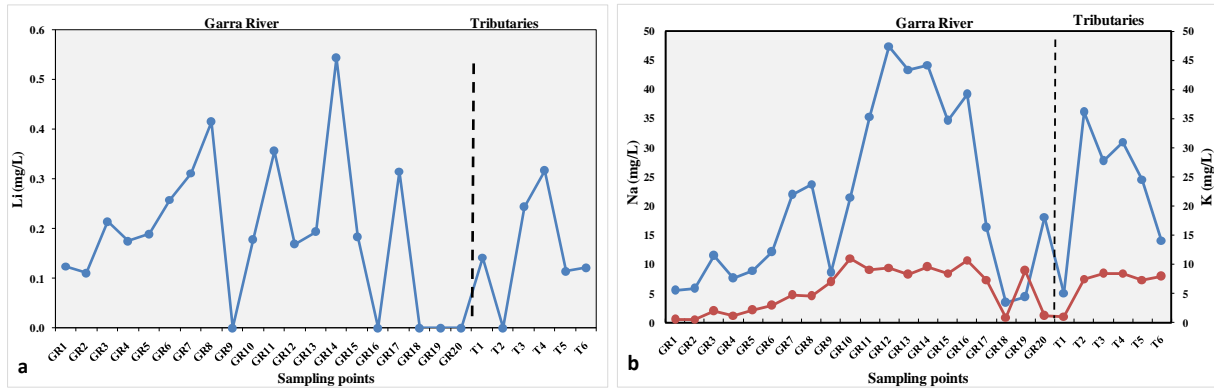 Garra River Tributaries
0.6
0.5
0.4
0.3
0.2
0.1
0.0
Li (mg/L)
GR1 GR2 GR3 GR4 GR5 GR6 GR7 GR8 GR9 GR10 GR11 GR12 GR13 GR14 GR15 GR16 GR17 GR18 GR19 GR20 T1 T2 T3 T4 T5 T6
Sampling points
a
Garra River Tributaries
50
45
40
35
30
25
20
15
10
5
0
Na (mg/L)
50
45
40
35
30
25
20
15
10
5
0
K (mg/L)
GR1 GR2 GR3 GR4 GR5 GR6 GR7 GR8 GR9 GR10 GR11 GR12 GR13 GR14 GR15 GR16 GR17 GR18 GR19 GR20 T1 T2 T3 T4 T5 T6
Sampling points
b